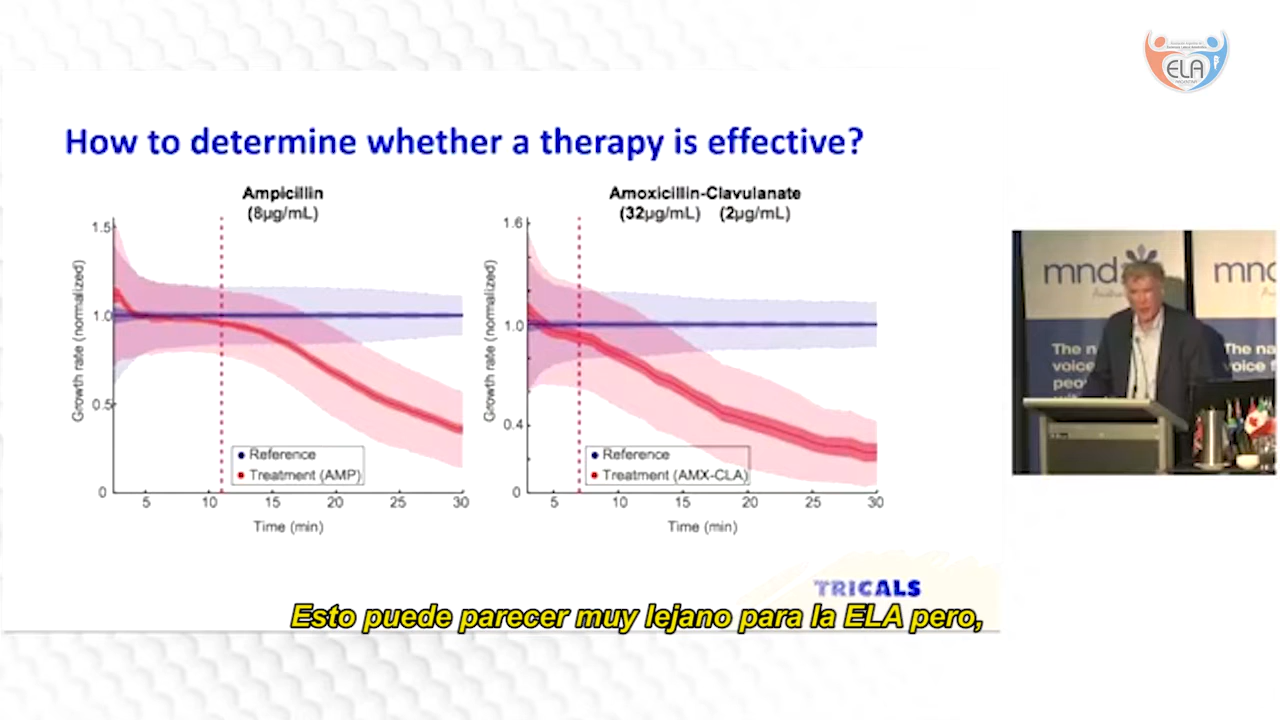 ELA
How to determine whether a therapy is effective?
Ampicillin
(8µg/mL)
Growth rate (normalized)
1.5
1.0
0.5
0
5
10
15
20
25
30
Time (min)
Reference
Treatment (AMP)
Amoxicillin-Clavulanate
(32µg/mL) (2µg/mL)
Growth rate (normalized)
1.6
1.0
0.4
0
5
10
15
20
25
30
Time (min)
Reference
Treatment (AMX-CLA)
mnd
The n
voice
TRICALS
Esto puede parecer muy lejano para la ELA pero,